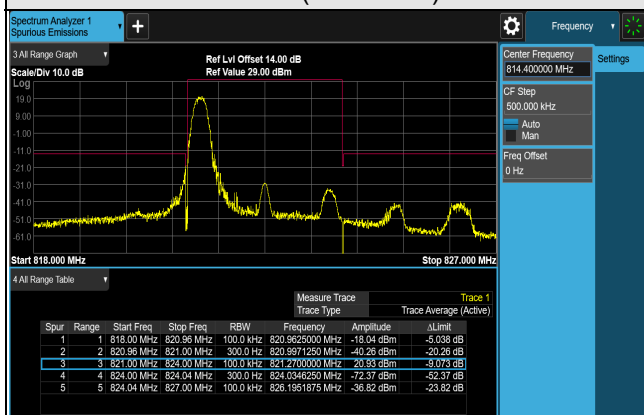 Spectrum Analyzer 1
Spurious Emissions
Frequency
3 All Range Graph
Ref Lvl Offset 14.00 dB
Scale/Div 10.0 dB
Ref Value 29.00 dBm
Log
19.0
9.00
-1.00
-11.0
-21.0
-31.0
-41.0
-51.0
-61.0
Start 818.000 MHz
Stop 827.000 MHz
Center Frequency
814.400000 MHz
Settings
CF Step
500.000 kHz
Auto
Man
Freq Offset
0 Hz
4 All Range Table
Measure Trace Trace 1
Trace Type Trace Average (Active)
Spur Range Start Freq Stop Freq RBW Frequency Amplitude ΔLimit
1 1 818.00 MHz 820.96 MHz 100.0 kHz 820.9625000 MHz -18.04 dBm -5.038 dB
2 2 820.96 MHz 821.00 MHz 300.0 Hz 820.9971250 MHz -40.26 dBm -20.26 dB
3 3 821.00 MHz 824.00 MHz 100.0 kHz 821.2700000 MHz 20.93 dBm -9.073 dB
4 4 824.00 MHz 824.04 MHz 300.0 Hz 824.0346250 MHz -72.37 dBm -52.37 dB
5 5 824.04 MHz 827.00 MHz 100.0 kHz 826.1951875 MHz -36.82 dBm -23.82 dB